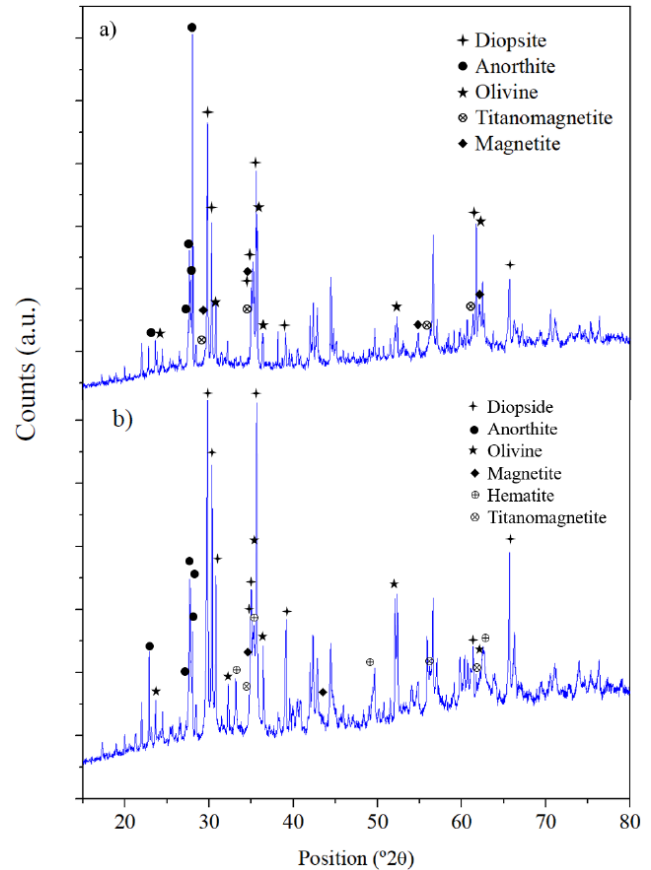 a)
Diopsite
Anorthite
Olivine
Titanomagnetite
Magnetite
Counts (a.u.)
b)
Diopside
Anorthite
Olivine
Magnetite
Hematite
Titanomagnetite
20 30 40 50 60 70 80
Position (º2θ)